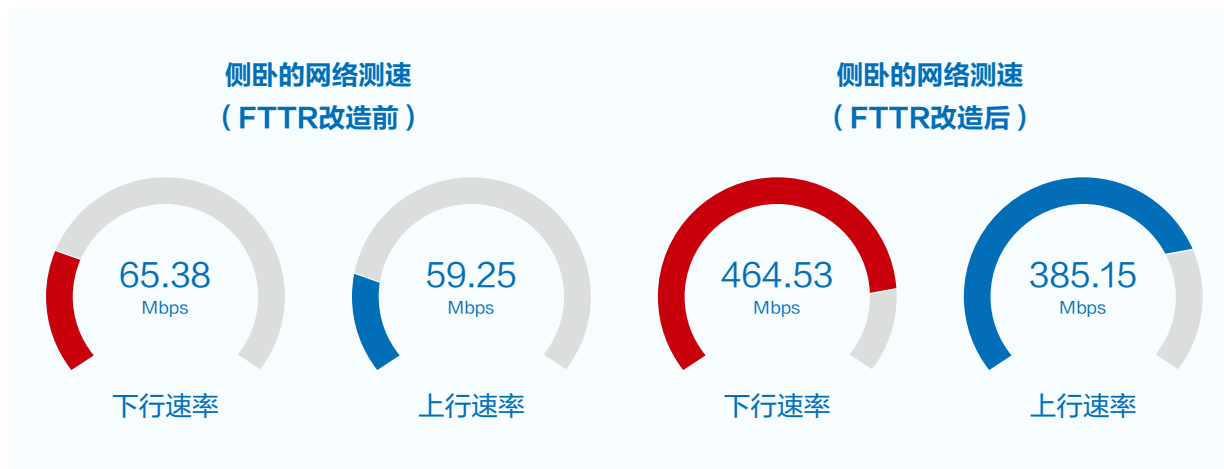 侧卧的网络测速
（FTTR改造前）
65.38
Mbps
下行速率
59.25
Mbps
上行速率
侧卧的网络测速
（FTTR改造后）
464.53
Mbps
下行速率
385.15
Mbps
上行速率